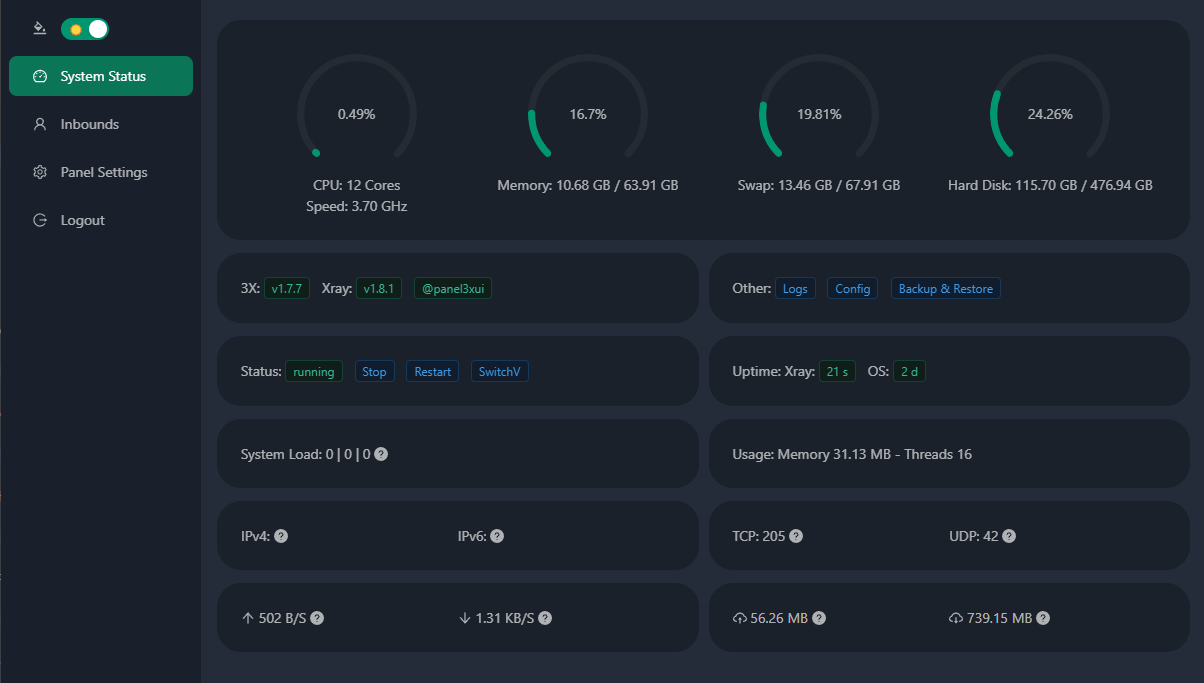 System Status
Inbounds
Panel Settings
Logout
0.49%
CPU: 12 Cores
Speed: 3.70 GHz
16.7%
Memory: 10.68 GB / 63.91 GB
19.81%
Swap: 13.46 GB / 67.91 GB
24.26%
Hard Disk: 115.70 GB / 476.94 GB
3X: v1.7.7 Xray: v1.8.1 @panel3xui
Other: Logs Config Backup & Restore
Status: running Stop Restart SwitchV
Uptime: Xray: 21 s OS: 2 d
System Load: 0 | 0 | 0 ?
Usage: Memory 31.13 MB - Threads 16
IPv4: ? IPv6: ?
TCP: 205 ? UDP: 42 ?
↑ 502 B/S ? ↓ 1.31 KB/S ?
56.26 MB ? 739.15 MB ?